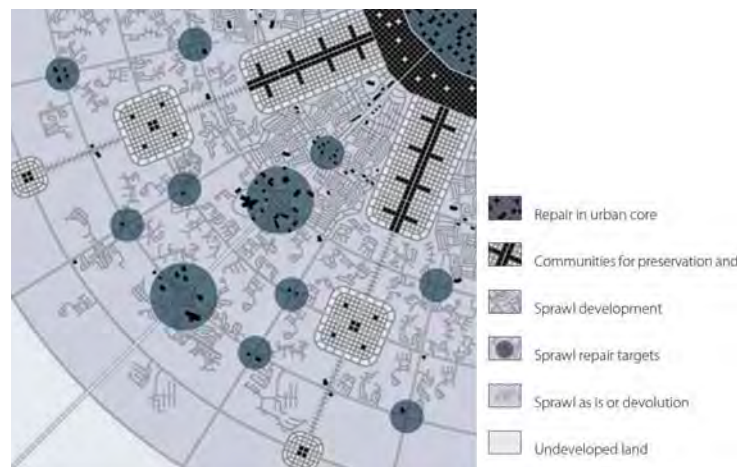 Repair in urban core
Communities for preservation and
Sprawl development
Sprawl repair targets
Sprawl as is or devolution
Undeveloped land